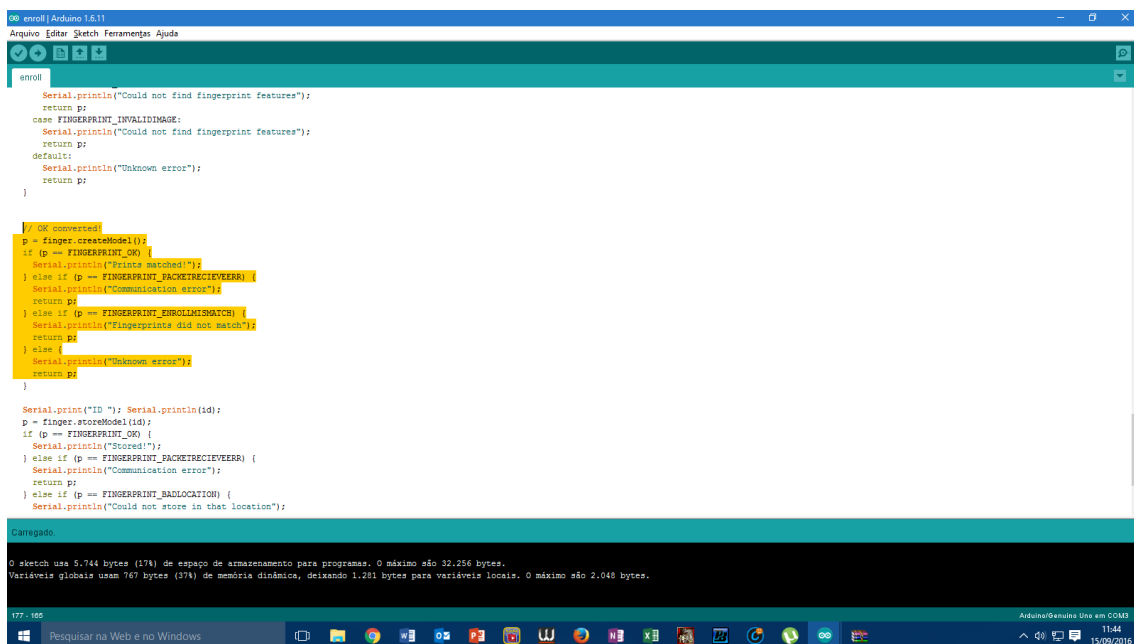 enroll | Arduino 1.6.11
Arquivo Editar Sketch Ferramentas Ajuda
enroll
Serial.println("Could not find fingerprint features");
return p;
case FINGERPRINT_INVALIDIMAGE:
Serial.println("Could not find fingerprint features");
return p;
default:
Serial.println("Unknown error");
return p;
}
// OK converted!
p = finger.createModel();
if (p == FINGERPRINT_OK) {
Serial.println("Prints matched!");
} else if (p == FINGERPRINT_PACKETRECIEVEERR) {
Serial.println("Communication error");
return p;
} else if (p == FINGERPRINT_ENROLLMISMATCH) {
Serial.println("Fingerprints did not match");
return p;
} else {
Serial.println("Unknown error");
return p;
}
Serial.print("ID "); Serial.println(id);
p = finger.storeModel(id);
if (p == FINGERPRINT_OK) {
Serial.println("Stored!");
} else if (p == FINGERPRINT_PACKETRECIEVEERR) {
Serial.println("Communication error");
return p;
} else if (p == FINGERPRINT_BADLOCATION) {
Serial.println("Could not store in that location");
Carregado.
O sketch usa 5.744 bytes (17%) de espaço de armazenamento para programas. O máximo são 32.256 bytes.
Variáveis globais usam 767 bytes (37%) de memória dinâmica, deixando 1.281 bytes para variáveis locais. O máximo são 2.048 bytes.
177 - 165
Arduino/Genuino Uno em COM3
Pesquisar na Web e no Windows
11:44
15/09/2016